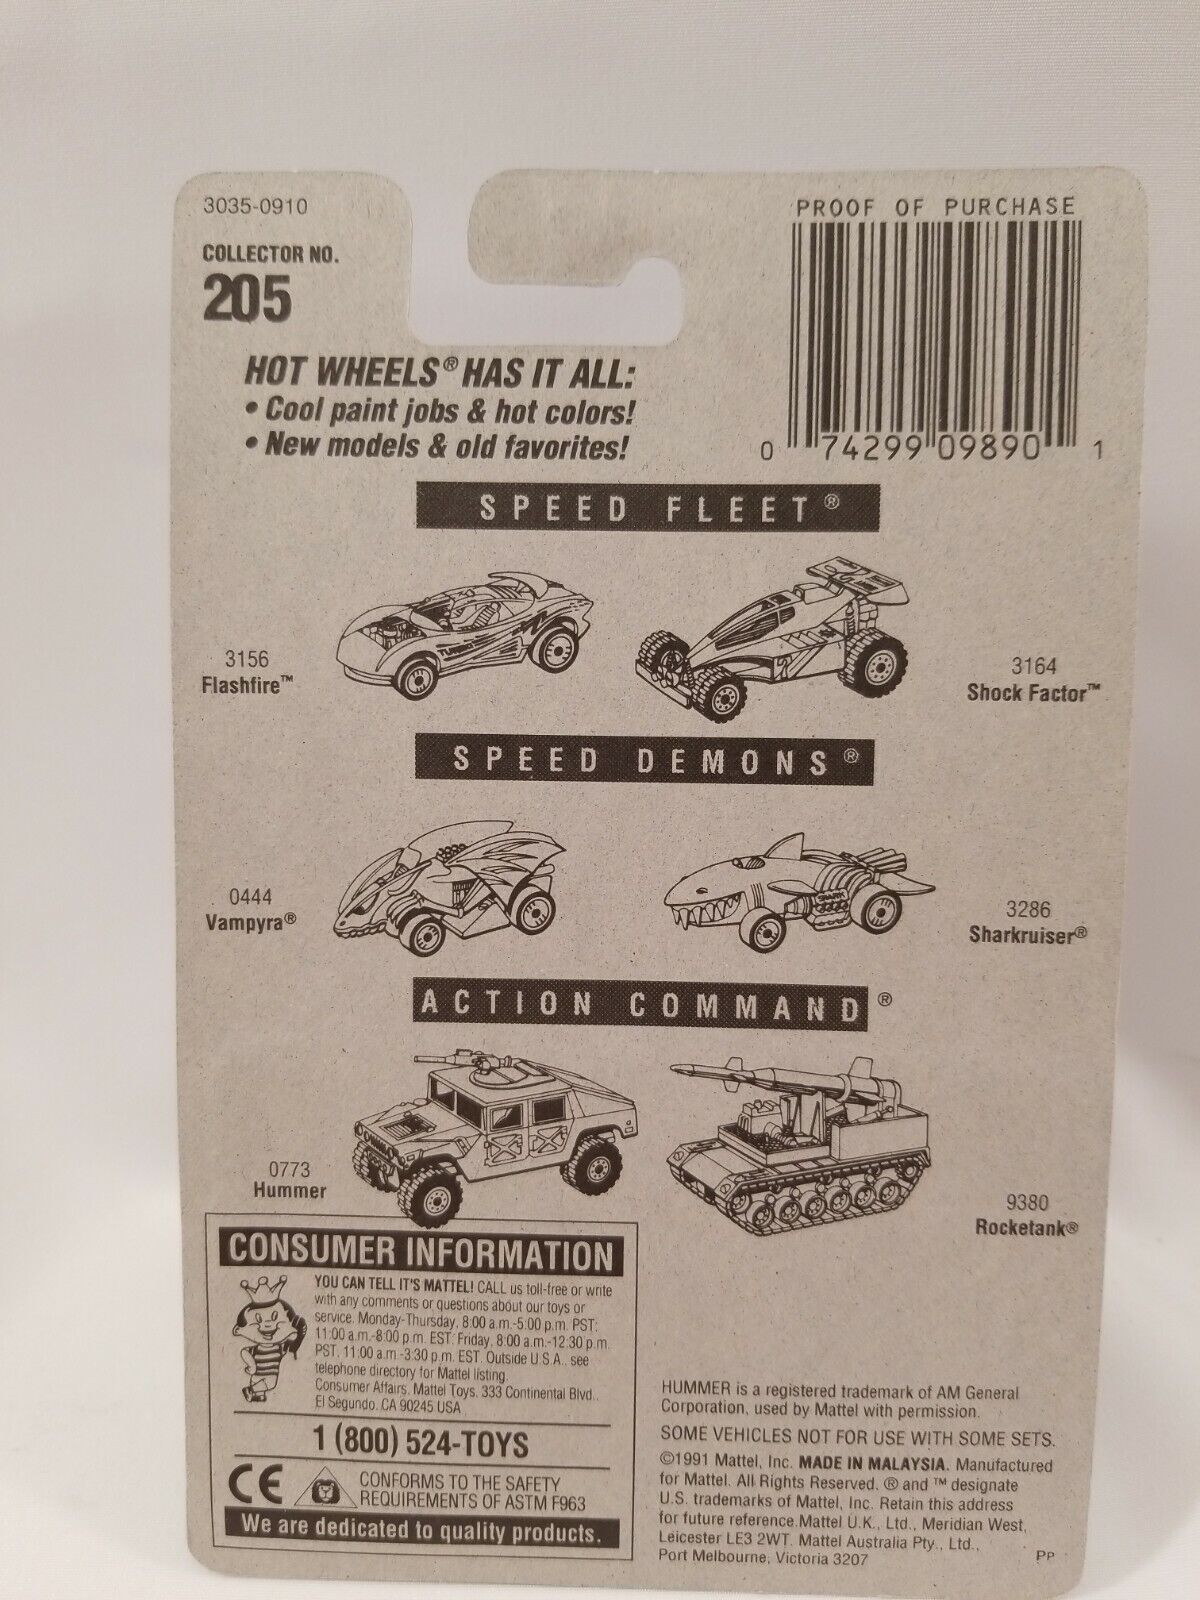 3035-0910
COLLECTOR NO.
205
PROOF OF PURCHASE
0 74299 09890 1
HOT WHEELS® HAS IT ALL:
• Cool paint jobs & hot colors!
• New models & old favorites!
SPEED FLEET®
3156
Flashfire™
TURBO
3164
Shock Factor™
SPEED DEMONS®
0444
Vampyra®
SHARK
3286
Sharkruiser®
ACTION COMMAND®
0773
Hummer
9380
Rocketank®
CONSUMER INFORMATION
YOU CAN TELL IT'S MATTEL! CALL us toll-free or write
with any comments or questions about our toys or
service. Monday-Thursday, 8:00 a.m.-5:00 p.m. PST;
11:00 a.m.-8:00 p.m. EST: Friday, 8:00 a.m.-12:30 p.m.
PST, 11:00 a.m.-3:30 p.m. EST. Outside U.S.A., see
telephone directory for Mattel listing.
Consumer Affairs, Mattel Toys, 333 Continental Blvd.,
El Segundo, CA 90245 USA
1 (800) 524-TOYS
CE
CONFORMS TO THE SAFETY
REQUIREMENTS OF ASTM F963
We are dedicated to quality products.
HUMMER is a registered trademark of AM General
Corporation, used by Mattel with permission.
SOME VEHICLES NOT FOR USE WITH SOME SETS.
©1991 Mattel, Inc. MADE IN MALAYSIA. Manufactured
for Mattel. All Rights Reserved. ® and ™ designate
U.S. trademarks of Mattel, Inc. Retain this address
for future reference.Mattel U.K., Ltd., Meridian West,
Leicester LE3 2WT. Mattel Australia Pty., Ltd.,
Port Melbourne, Victoria 3207
PP